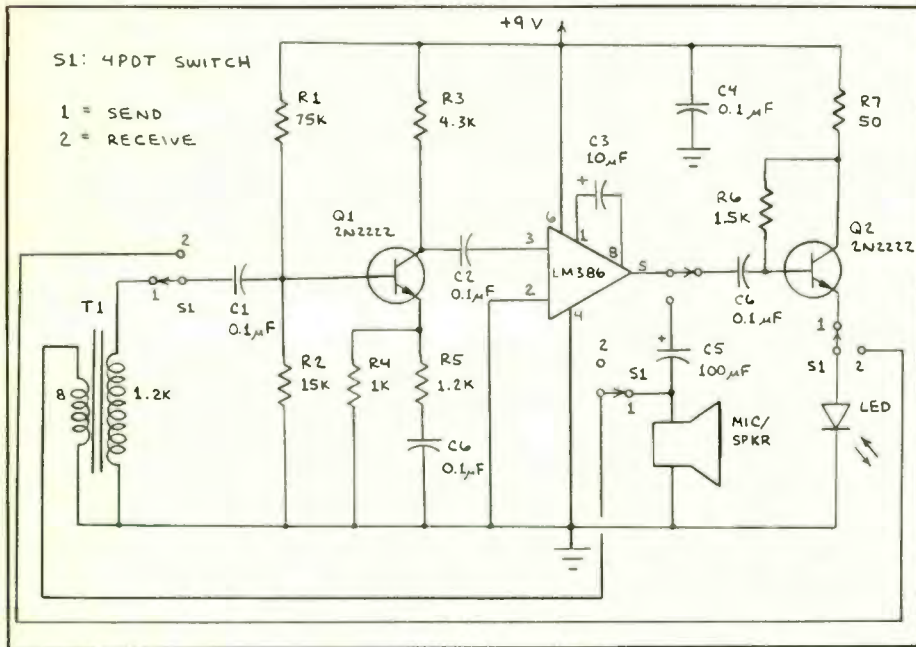 +9 V
S1: 4PDT SWITCH
1 = SEND
2 = RECEIVE
R1
75K
R3
4.3K
C4
0.1µF
R7
50
C3
10µF
+
R6
1.5K
Q1
2N2222
Q2
2N2222
6
1
8
3
2
LM386
5
4
2
1
S1
C1
0.1µF
C2
0.1µF
C6
0.1µF
T1
8
1.2K
R2
15K
R4
1K
R5
1.2K
C6
0.1µF
+
C5
100µF
2
S1
1
MIC/
SPKR
1
S1
2
LED